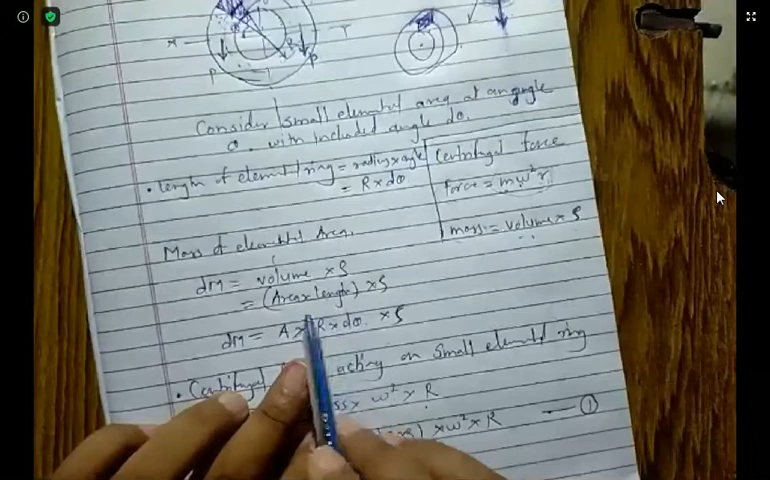 Consider small elemental area at an angle
θ. with included angle dθ.
• Length of elemental ring = radius × angle
= R × dθ
Centrifugal force
force = mω²r
mass = volume × ρ
Mass of elemental Area.
dM = volume × ρ
= (Area × length) × ρ
dM = A × R × dθ. × ρ
• Centrifugal acting on small elemental ring
× ω² × R
) × ω² × R — ①